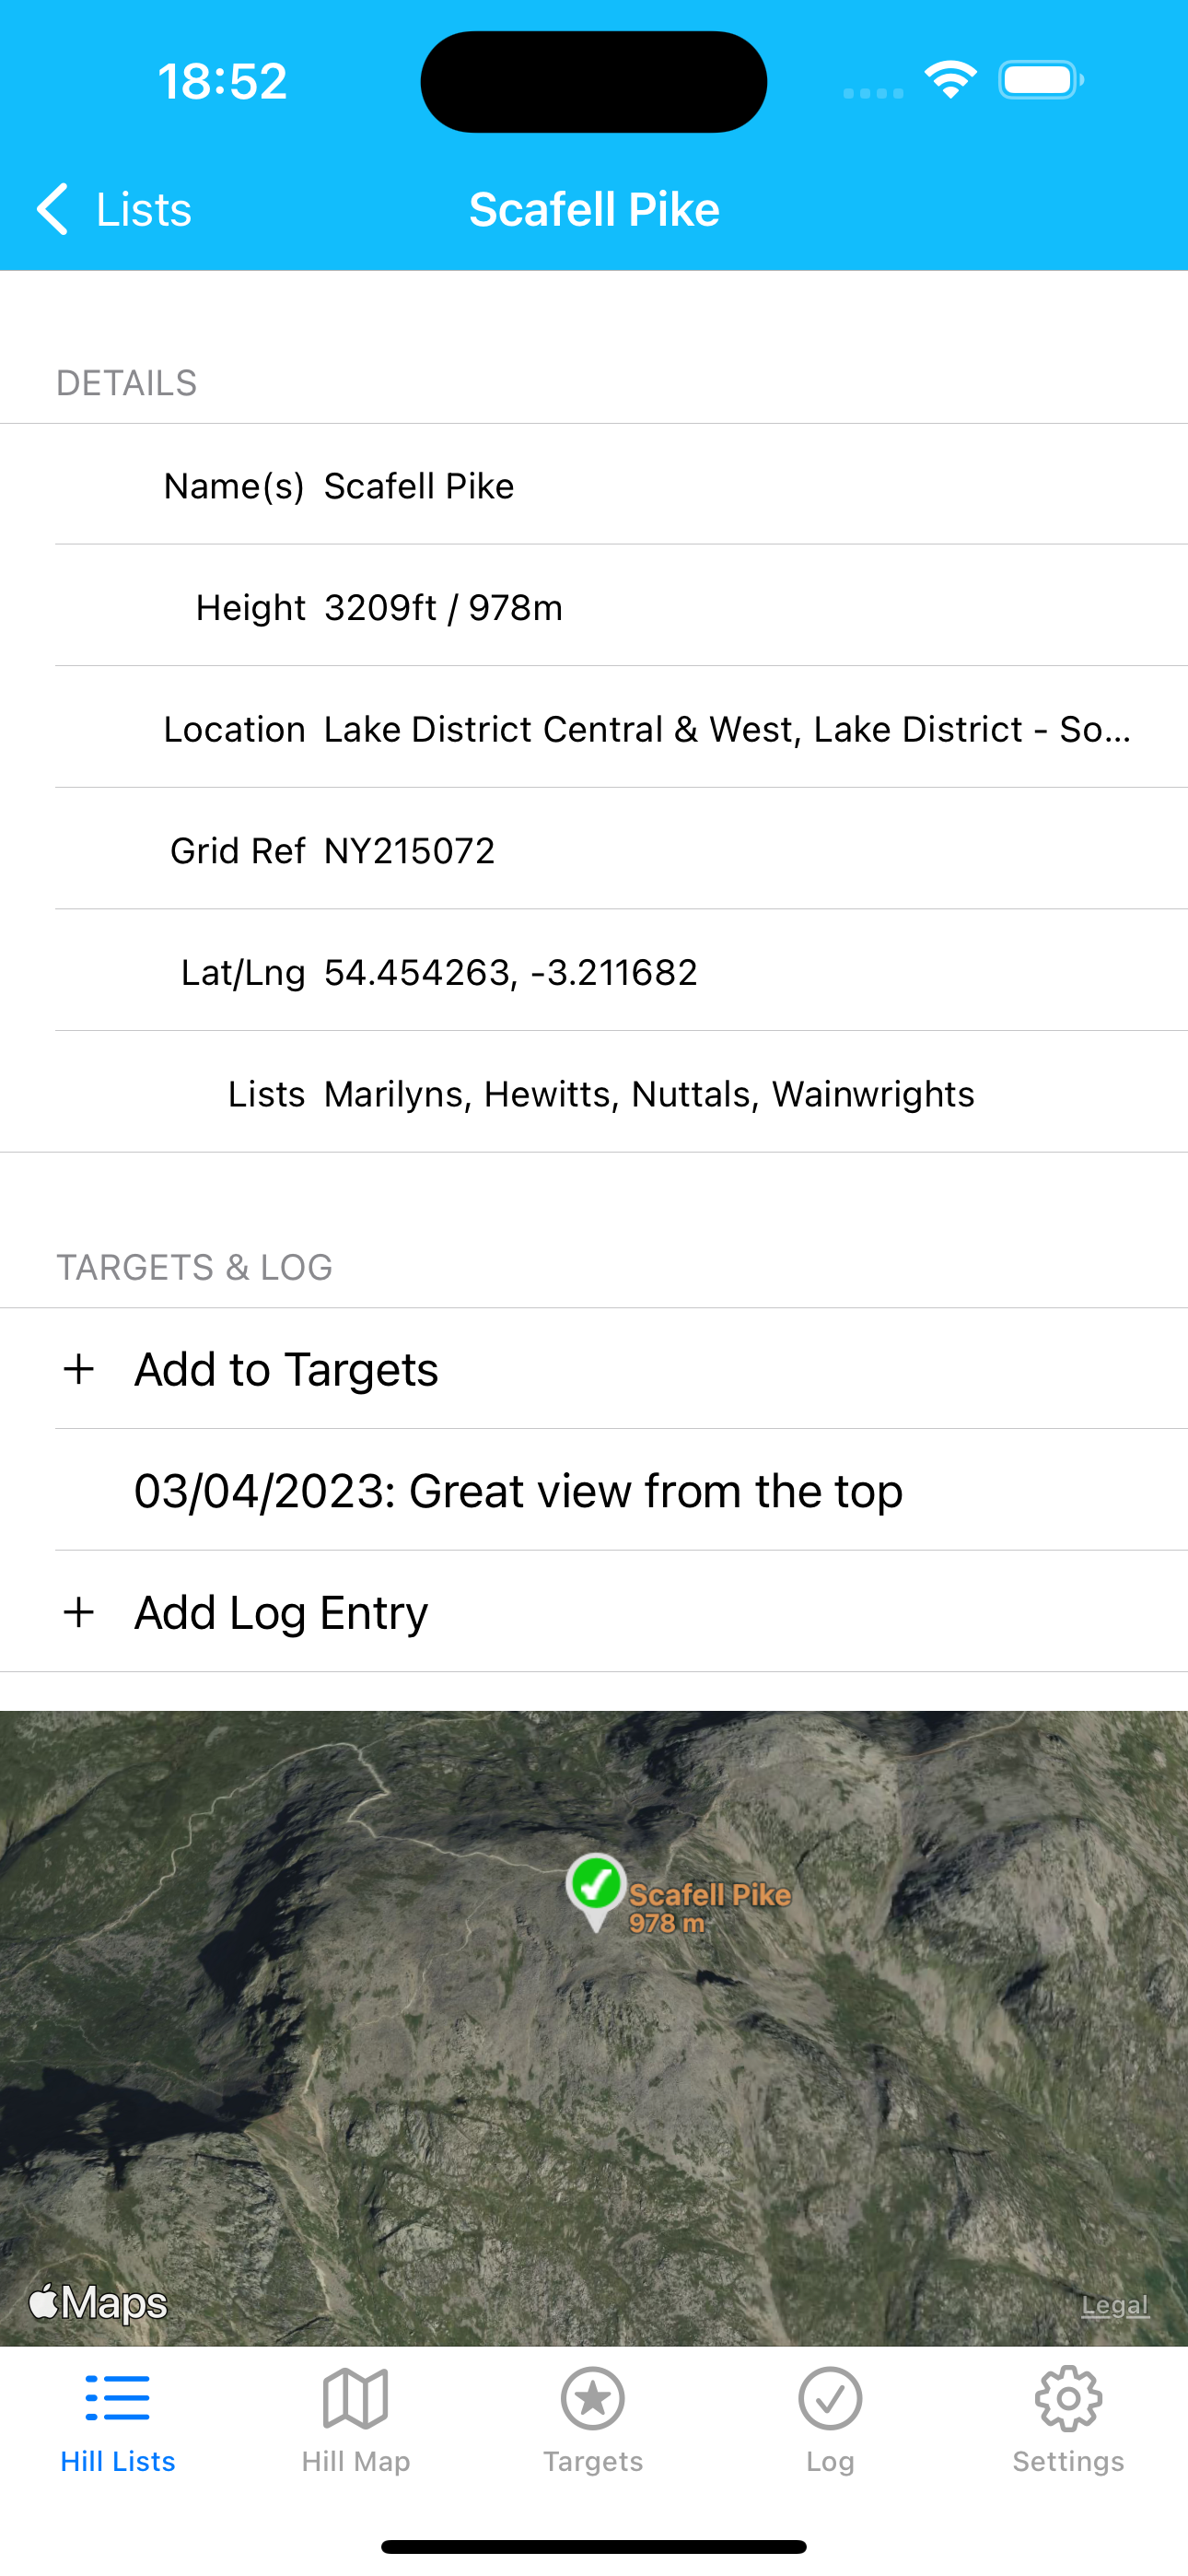 18:52
Lists
Scafell Pike
DETAILS
Name(s) Scafell Pike
Height 3209ft / 978m
Location Lake District Central & West, Lake District - So...
Grid Ref NY215072
Lat/Lng 54.454263, -3.211682
Lists Marilyns, Hewitts, Nuttals, Wainwrights
TARGETS & LOG
+ Add to Targets
03/04/2023: Great view from the top
+ Add Log Entry
Scafell Pike
978 m
Maps
Legal
Hill Lists
Hill Map
Targets
Log
Settings